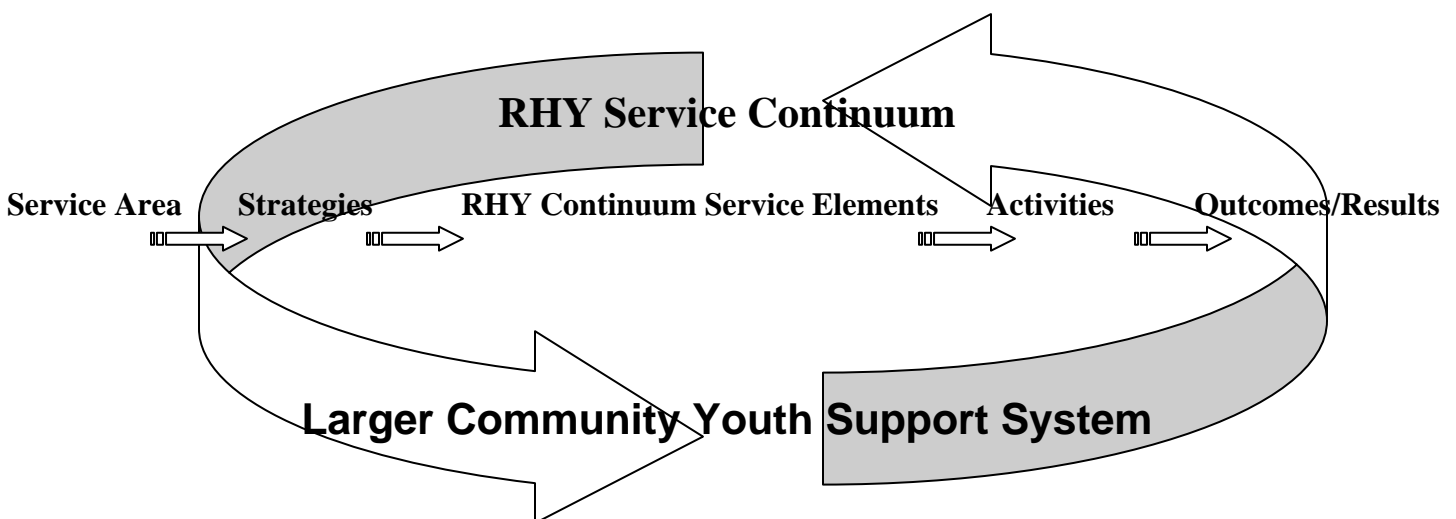 RHY Service Continuum
Service Area Strategies RHY Continuum Service Elements Activities Outcomes/Results
Larger Community Youth Support System